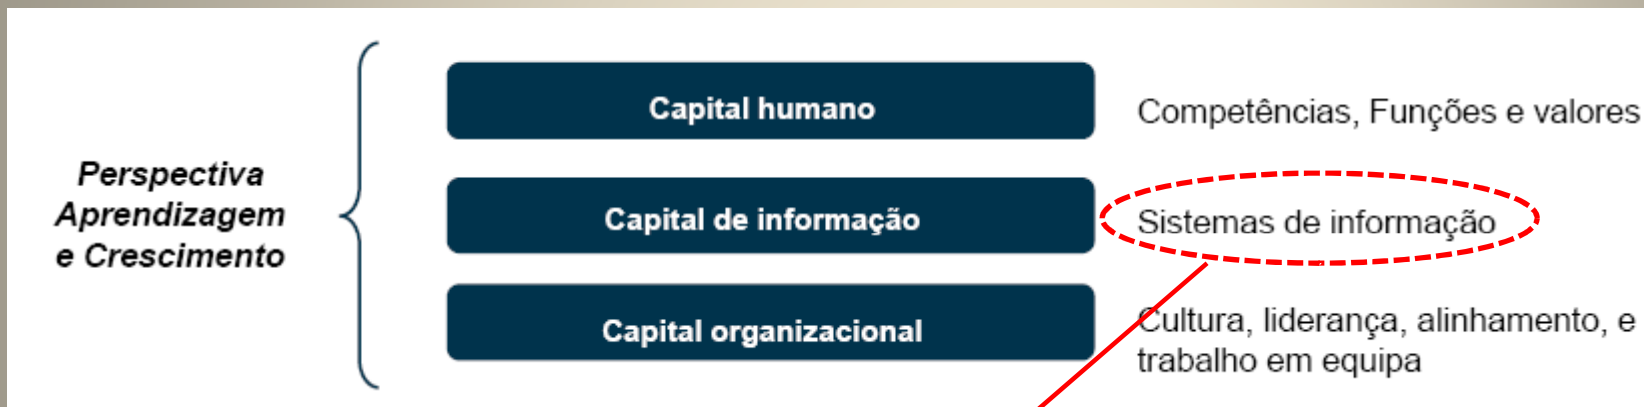 Perspectiva
Aprendizagem
e Crescimento
Capital humano
Competências, Funções e valores
Capital de informação
Sistemas de informação
Capital organizacional
Cultura, liderança, alinhamento, e
trabalho em equipa